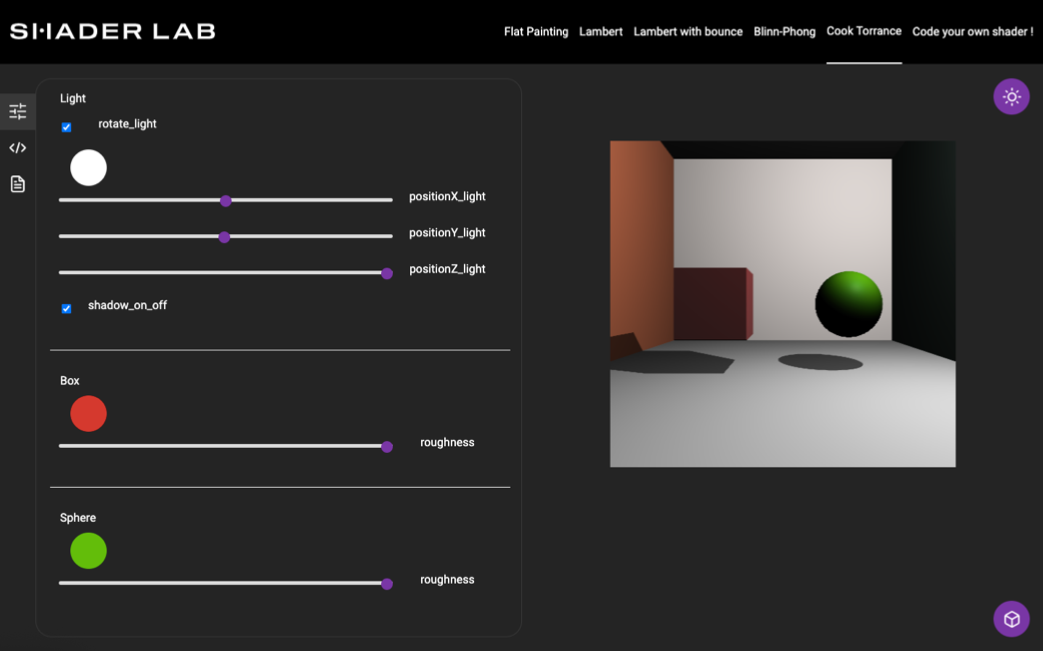 SHADER LAB
Flat Painting Lambert Lambert with bounce Blinn-Phong Cook Torrance Code your own shader !
Light
rotate_light
positionX_light
positionY_light
positionZ_light
shadow_on_off
Box
roughness
Sphere
roughness